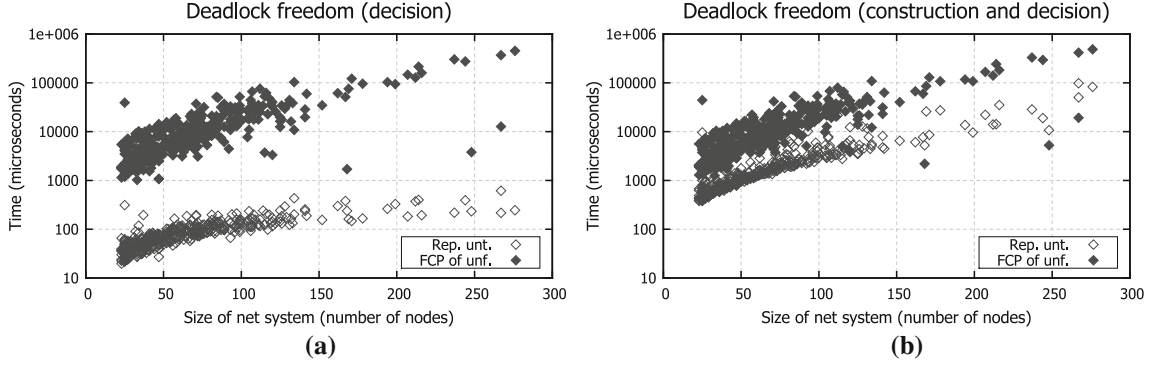 Deadlock freedom (decision)
1e+006
100000
10000
1000
100
10
Time (microseconds)
Rep. unt.
FCP of unf.
0 50 100 150 200 250 300
Size of net system (number of nodes)
(a)
Deadlock freedom (construction and decision)
1e+006
100000
10000
1000
100
10
Time (microseconds)
Rep. unt.
FCP of unf.
0 50 100 150 200 250 300
Size of net system (number of nodes)
(b)